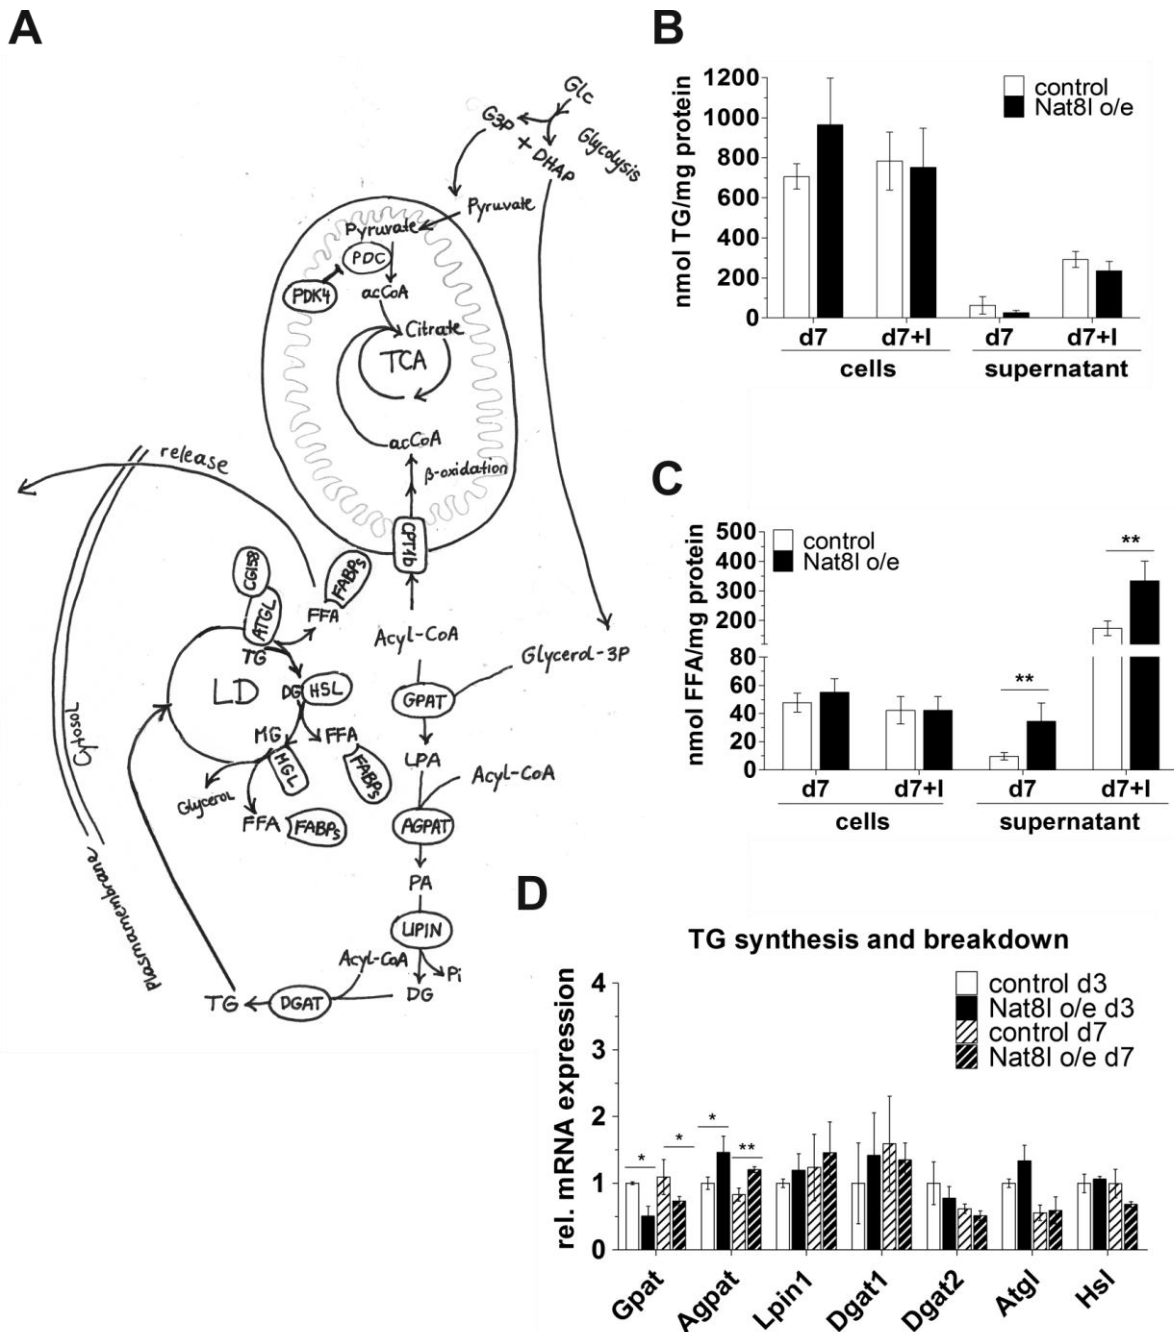 A
Glc
G3P
+ DHAP
Glycolysis
Pyruvate
Pyruvate
PDC
PDK4
acCoA
Citrate
TCA
acCoA
β-oxidation
release
CPT1b
CGI58
ATGL
FABPs
FFA
TG
Acyl-CoA
Glycerol-3P
LD
DG
HSL
GPAT
MG
FFA
LPA
MGL
FABPs
Acyl-CoA
Glycerol
FFA
FABPs
AGPAT
Cytosol
Plasmamembrane
PA
LIPIN
Acyl-CoA
Pi
TG
DGAT
DG
B
nmol TG/mg protein
1200
1000
800
600
400
200
0
control
Nat8l o/e
d7 d7+I d7 d7+I
cells supernatant
C
nmol FFA/mg protein
500
400
300
200
80
60
40
20
0
control
Nat8l o/e
**
**
d7 d7+I d7 d7+I
cells supernatant
D
TG synthesis and breakdown
rel. mRNA expression
4
3
2
1
0
control d3
Nat8l o/e d3
control d7
Nat8l o/e d7
*
*
*
**
Gpat
Agpat
Lpin1
Dgat1
Dgat2
Atgl
Hsl